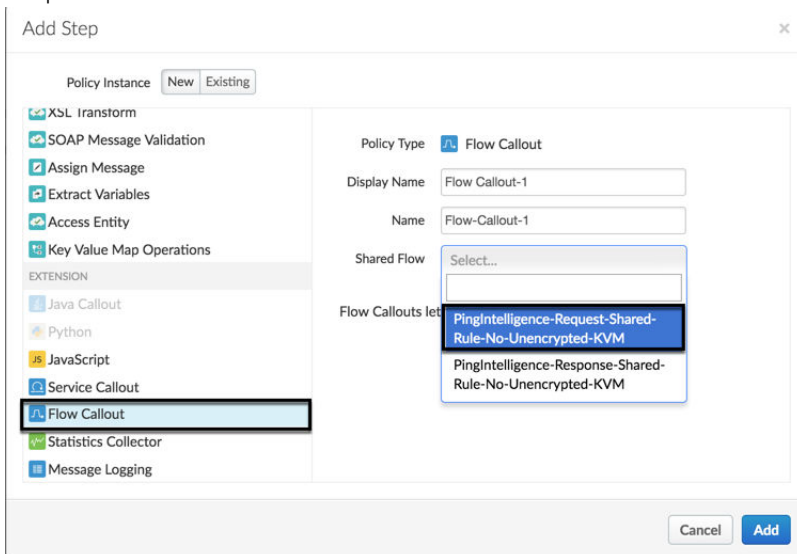 Add Step
×
Policy Instance New Existing
XSL Transform
SOAP Message Validation
Assign Message
Extract Variables
Access Entity
Key Value Map Operations
EXTENSION
Java Callout
Python
JS JavaScript
Service Callout
Flow Callout
Statistics Collector
Message Logging
Policy Type Flow Callout
Display Name Flow Callout-1
Name Flow-Callout-1
Shared Flow Select...
Flow Callouts let
PingIntelligence-Request-Shared-
Rule-No-Unencrypted-KVM
PingIntelligence-Response-Shared-
Rule-No-Unencrypted-KVM
Cancel Add